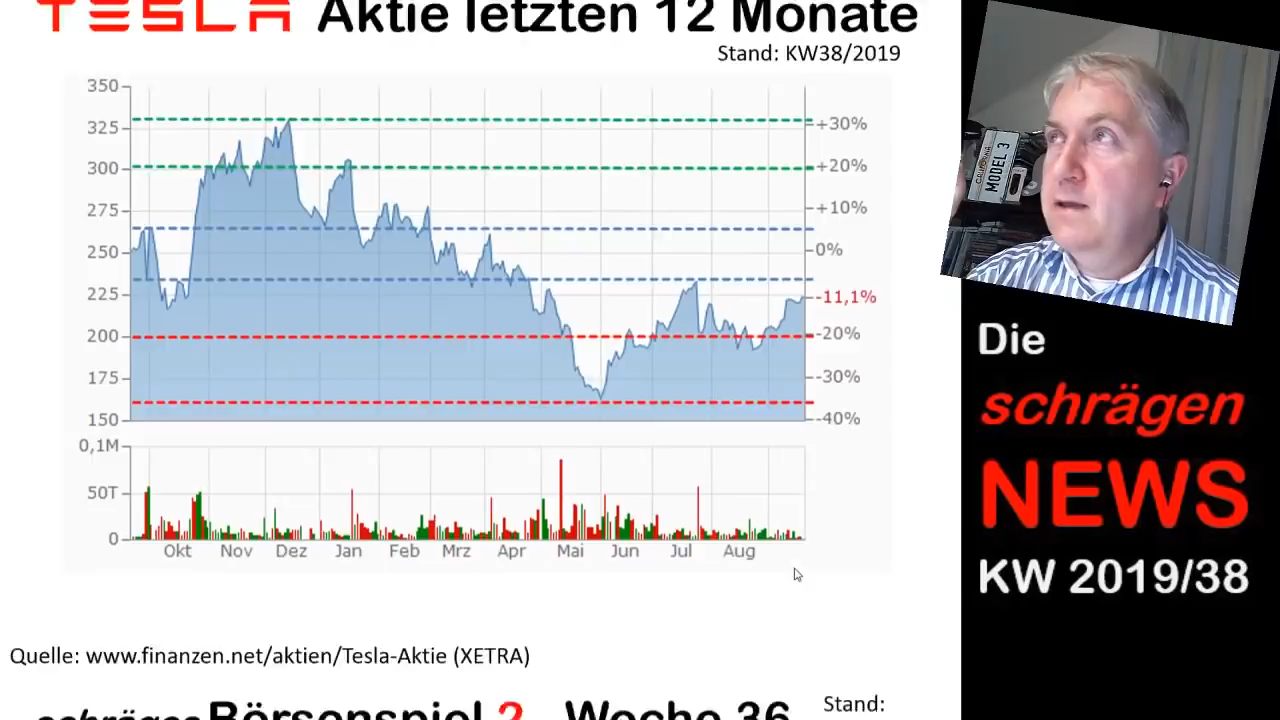 TESLA Aktie letzten 12 Monate
Stand: KW38/2019
350
325
300
275
250
225
200
175
150
+30%
+20%
+10%
0%
-11,1%
-20%
-30%
-40%
0,1M
50T
0
Okt Nov Dez Jan Feb Mrz Apr Mai Jun Jul Aug
Quelle: www.finanzen.net/aktien/Tesla-Aktie (XETRA)
schräges Börsenspiel 2 Woche 36
Stand:
CALIFORNIA
MODEL 3
Die
schrägen
NEWS
KW 2019/38